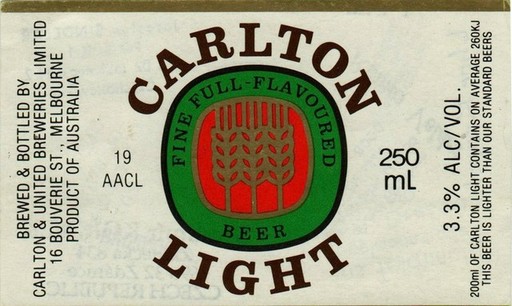 BREWED & BOTTLED BY
CARLTON & UNITED BREWERIES LIMITED
16 BOUVERIE ST., MELBOURNE
PRODUCT OF AUSTRALIA
19
AACL
CARLTON
FINE FULL-FLAVOURED
BEER
LIGHT
250
mL
3.3% ALC/VOL.
200ml OF CARLTON LIGHT CONTAINS ON AVERAGE 260KJ
THIS BEER IS LIGHTER THAN OUR STANDARD BEERS